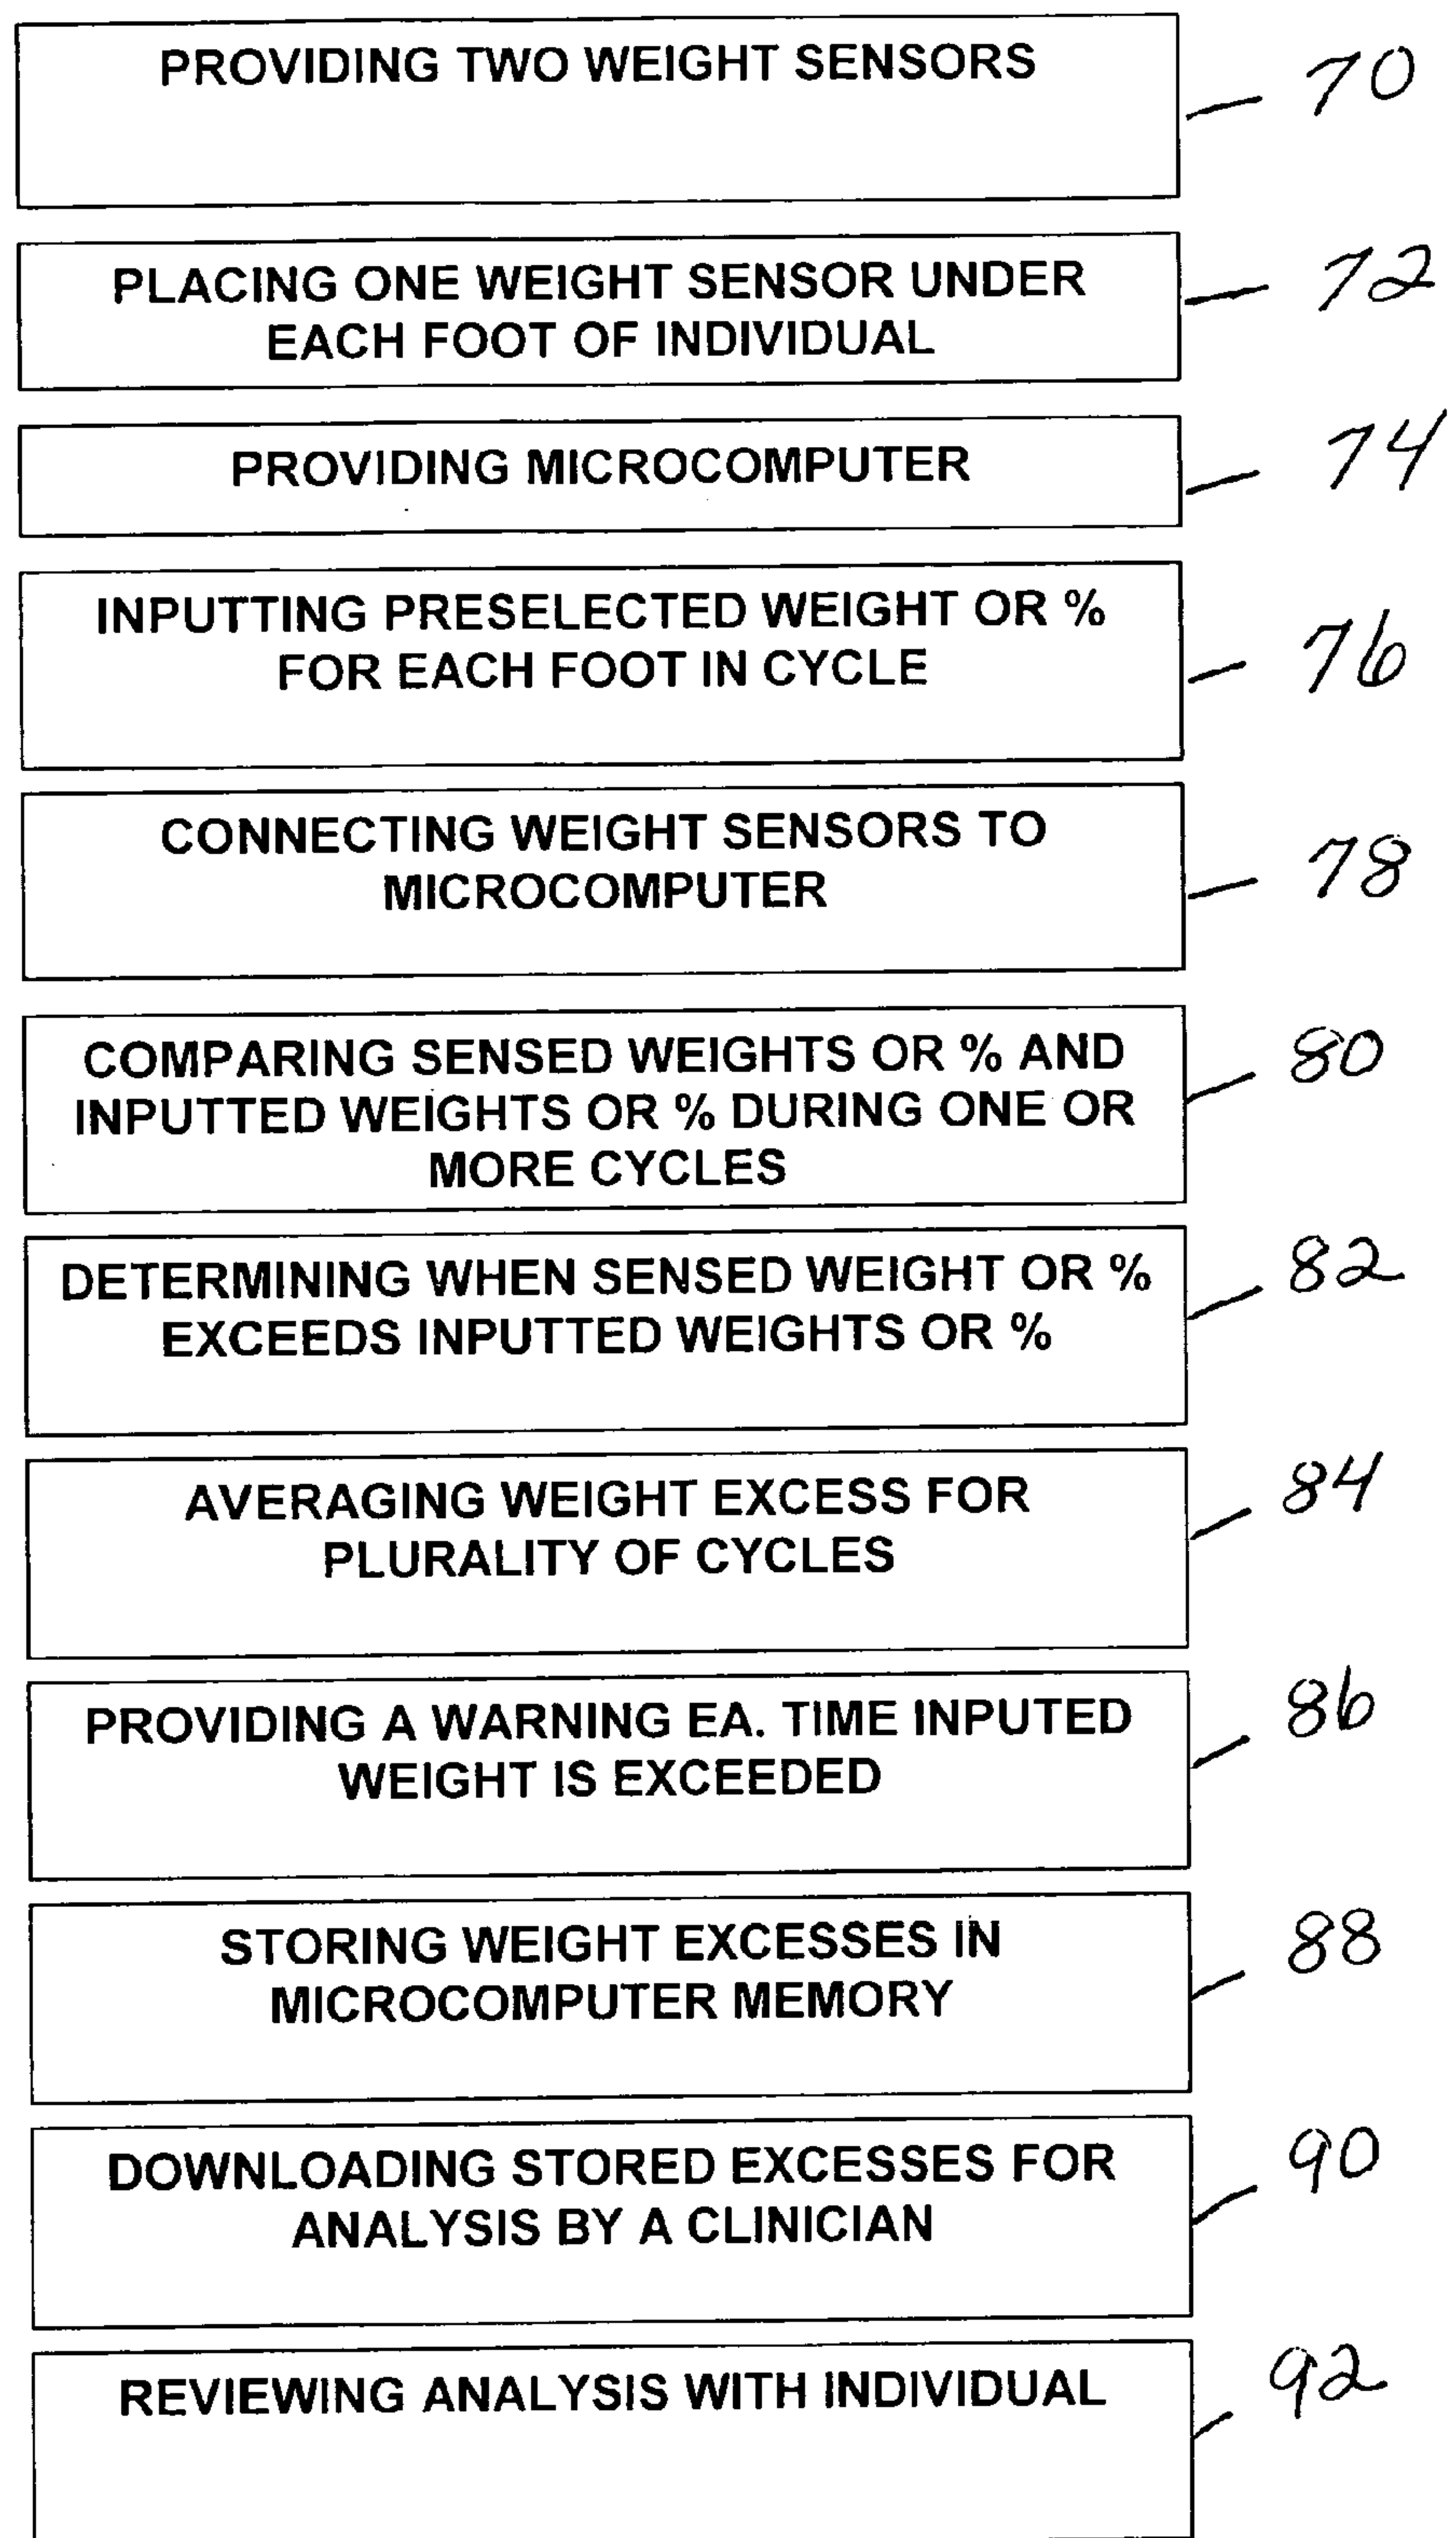 PROVIDING TWO WEIGHT SENSORS
70
PLACING ONE WEIGHT SENSOR UNDER
EACH FOOT OF INDIVIDUAL
72
PROVIDING MICROCOMPUTER
74
INPUTTING PRESELECTED WEIGHT OR %
FOR EACH FOOT IN CYCLE
76
CONNECTING WEIGHT SENSORS TO
MICROCOMPUTER
78
COMPARING SENSED WEIGHTS OR % AND
INPUTTED WEIGHTS OR % DURING ONE OR
MORE CYCLES
80
DETERMINING WHEN SENSED WEIGHT OR %
EXCEEDS INPUTTED WEIGHTS OR %
82
AVERAGING WEIGHT EXCESS FOR
PLURALITY OF CYCLES
84
PROVIDING A WARNING EA. TIME INPUTED
WEIGHT IS EXCEEDED
86
STORING WEIGHT EXCESSES IN
MICROCOMPUTER MEMORY
88
DOWNLOADING STORED EXCESSES FOR
ANALYSIS BY A CLINICIAN
90
REVIEWING ANALYSIS WITH INDIVIDUAL
92